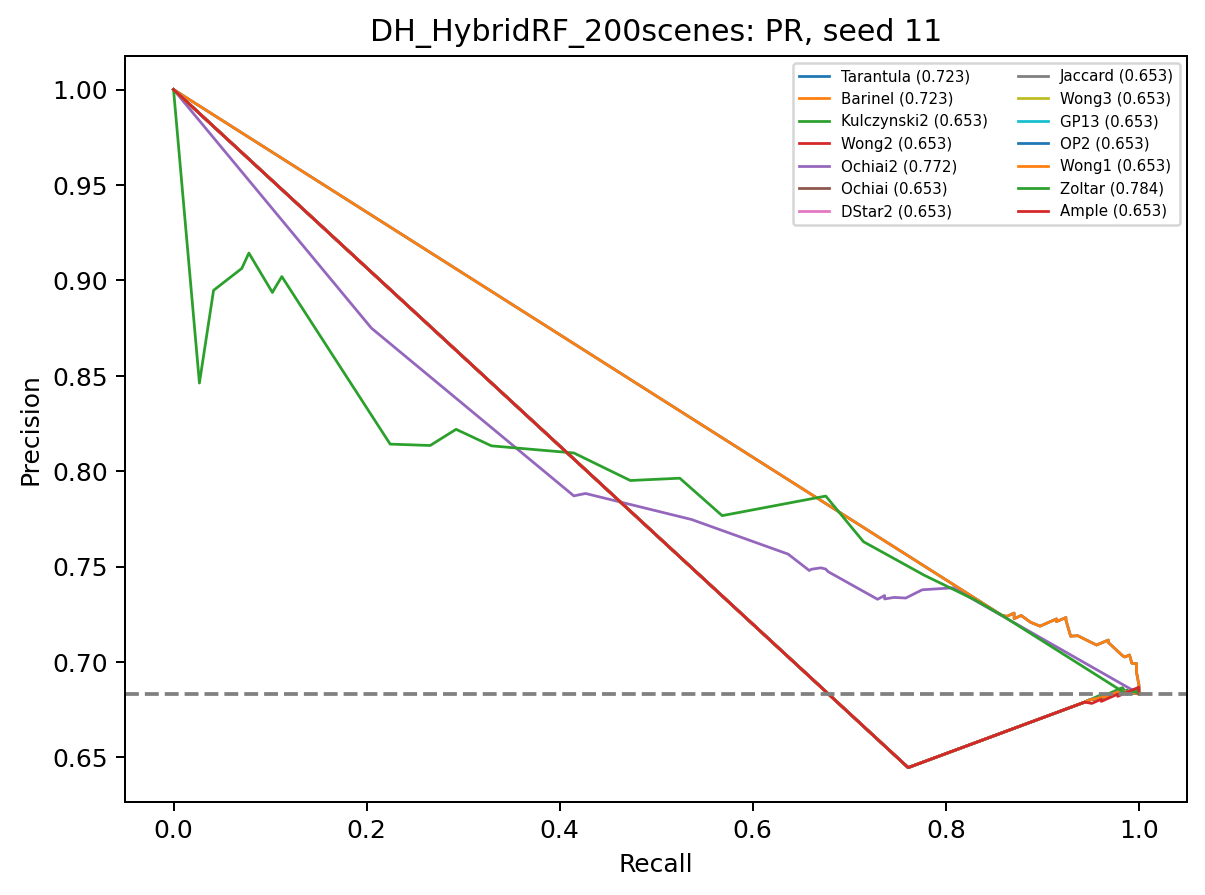 DH_HybridRF_200scenes: PR, seed 11
Tarantula (0.723)
Barinel (0.723)
Kulczynski2 (0.653)
Wong2 (0.653)
Ochiai2 (0.772)
Ochiai (0.653)
DStar2 (0.653)
Jaccard (0.653)
Wong3 (0.653)
GP13 (0.653)
OP2 (0.653)
Wong1 (0.653)
Zoltar (0.784)
Ample (0.653)
Precision
1.00
0.95
0.90
0.85
0.80
0.75
0.70
0.65
0.0 0.2 0.4 0.6 0.8 1.0
Recall